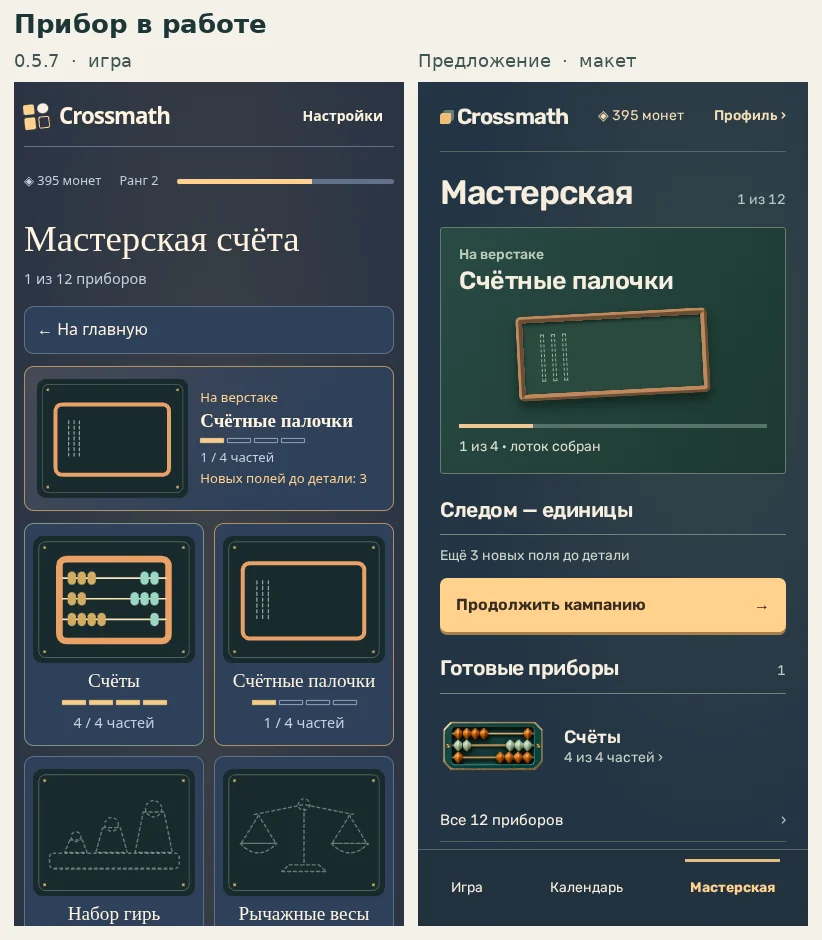 Прибор в работе
0.5.7 · игра
Crossmath
Настройки
◈ 395 монет Ранг 2
Мастерская счёта
1 из 12 приборов
← На главную
На верстаке
Счётные палочки
1 / 4 частей
Новых полей до детали: 3
Счёты
4 / 4 частей
Счётные палочки
1 / 4 частей
Набор гирь
Рычажные весы
Предложение · макет
Crossmath
◈ 395 монет
Профиль ›
Мастерская
1 из 12
На верстаке
Счётные палочки
1 из 4 • лоток собран
Следом — единицы
Ещё 3 новых поля до детали
Продолжить кампанию →
Готовые приборы
1
Счёты
4 из 4 частей ›
Все 12 приборов ›
Игра
Календарь
Мастерская